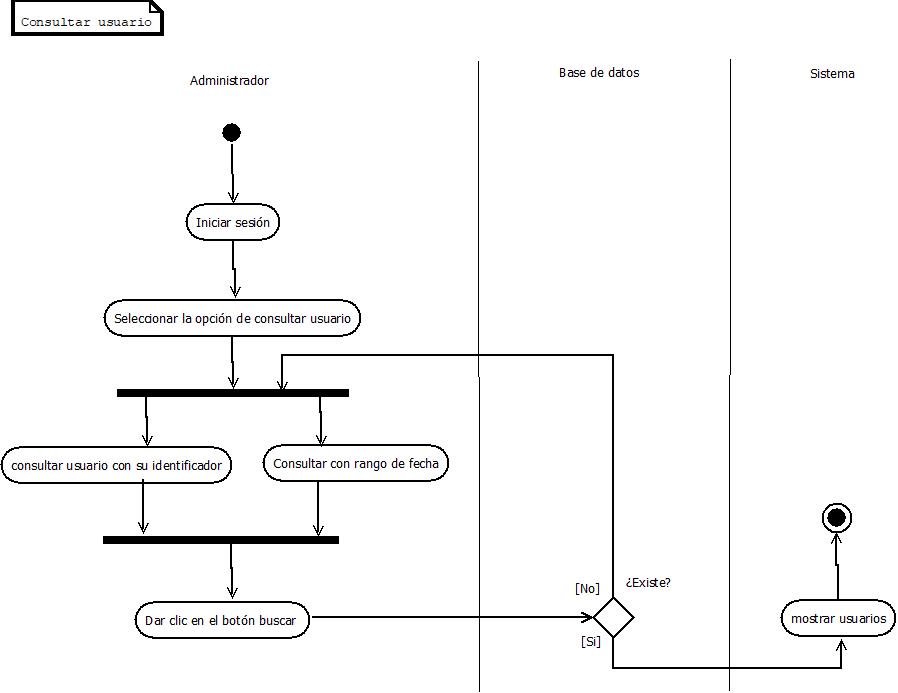 Consultar usuario
Administrador
Base de datos
Sistema
Iniciar sesión
Seleccionar la opción de consultar usuario
consultar usuario con su identificador
Consultar con rango de fecha
[No]
¿Existe?
Dar clic en el botón buscar
mostrar usuarios
[Si]